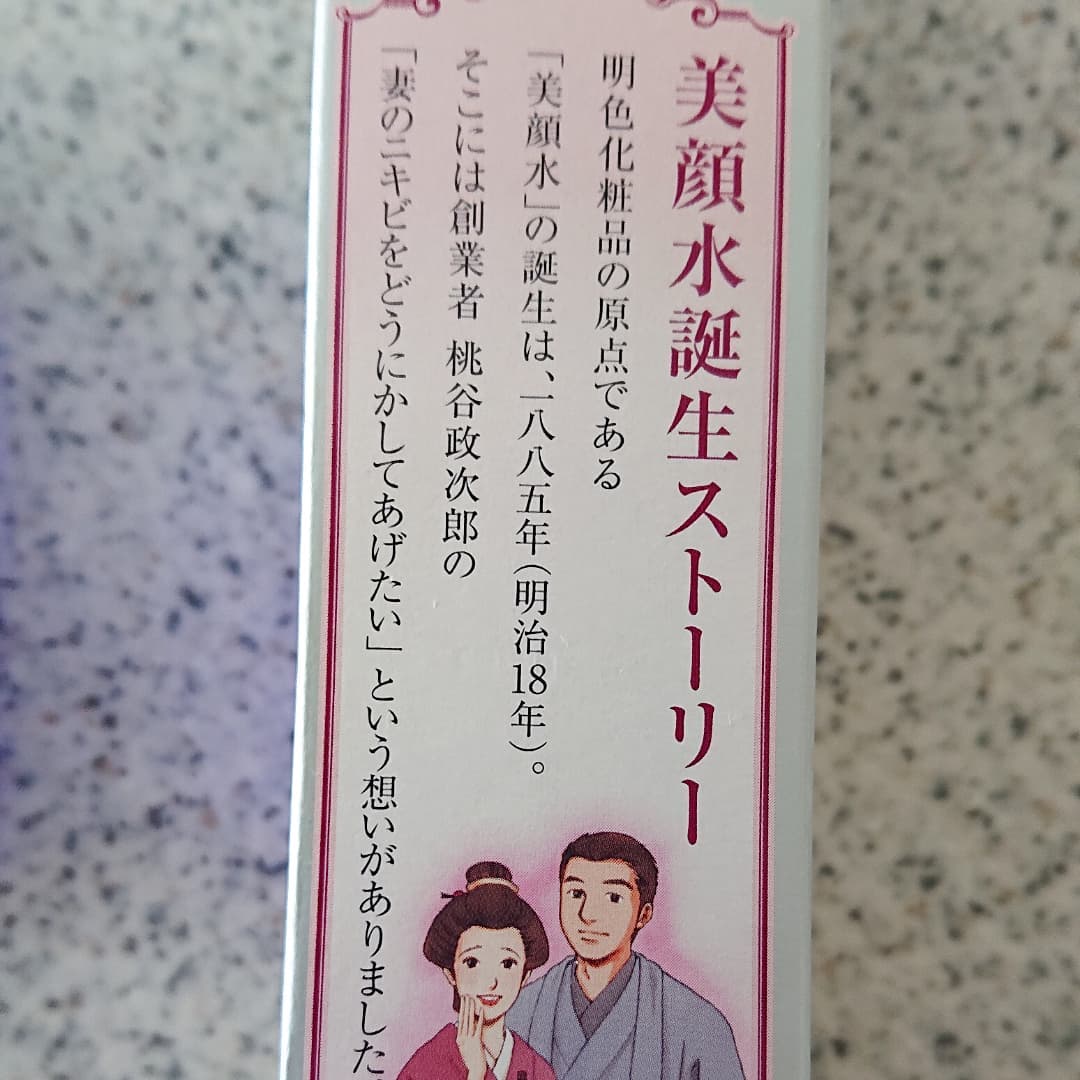 美顔水誕生ストーリー
明色化粧品の原点である
「美顔水」の誕生は、一八八五年(明治18年)。
そこには創業者 桃谷政次郎の
「妻のニキビをどうにかしてあげたい」という想いがありました